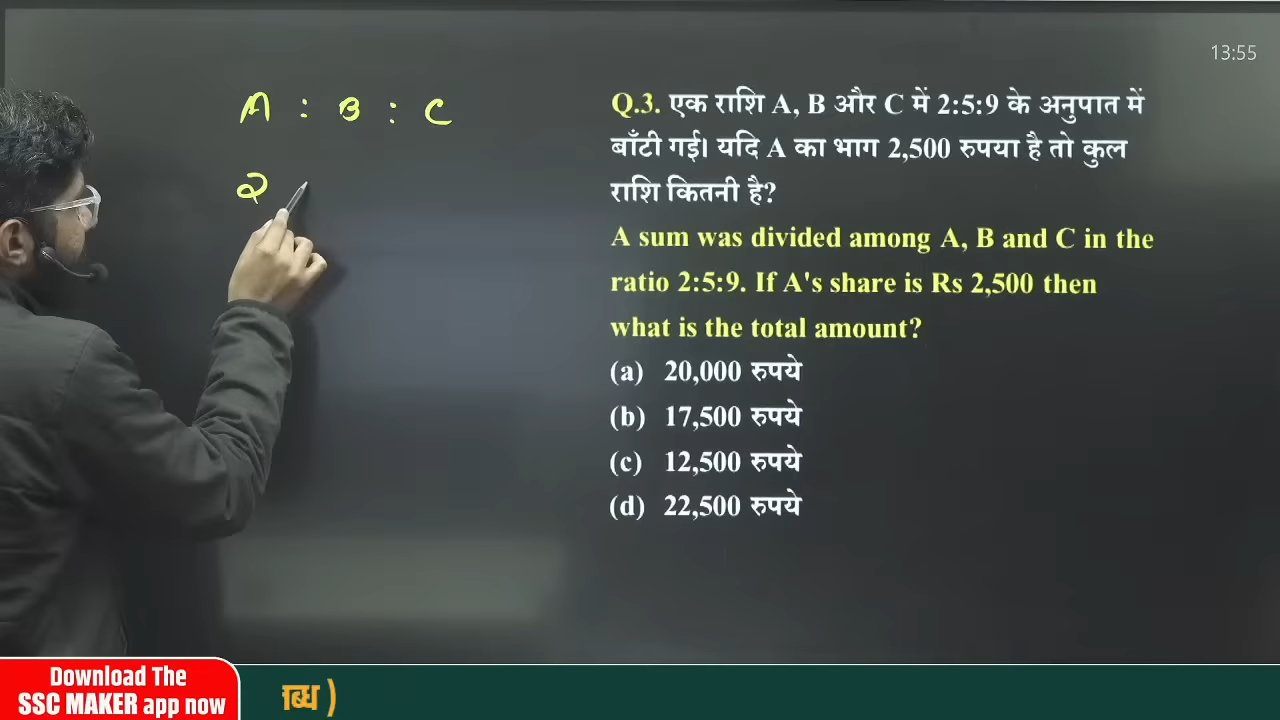 13:55
A : B : C
2
Q.3. एक राशि A, B और C में 2:5:9 के अनुपात में
बाँटी गई। यदि A का भाग 2,500 रुपया है तो कुल
राशि कितनी है?
A sum was divided among A, B and C in the
ratio 2:5:9. If A's share is Rs 2,500 then
what is the total amount?
(a) 20,000 रुपये
(b) 17,500 रुपये
(c) 12,500 रुपये
(d) 22,500 रुपये
Download The
SSC MAKER app now
ब्ध )